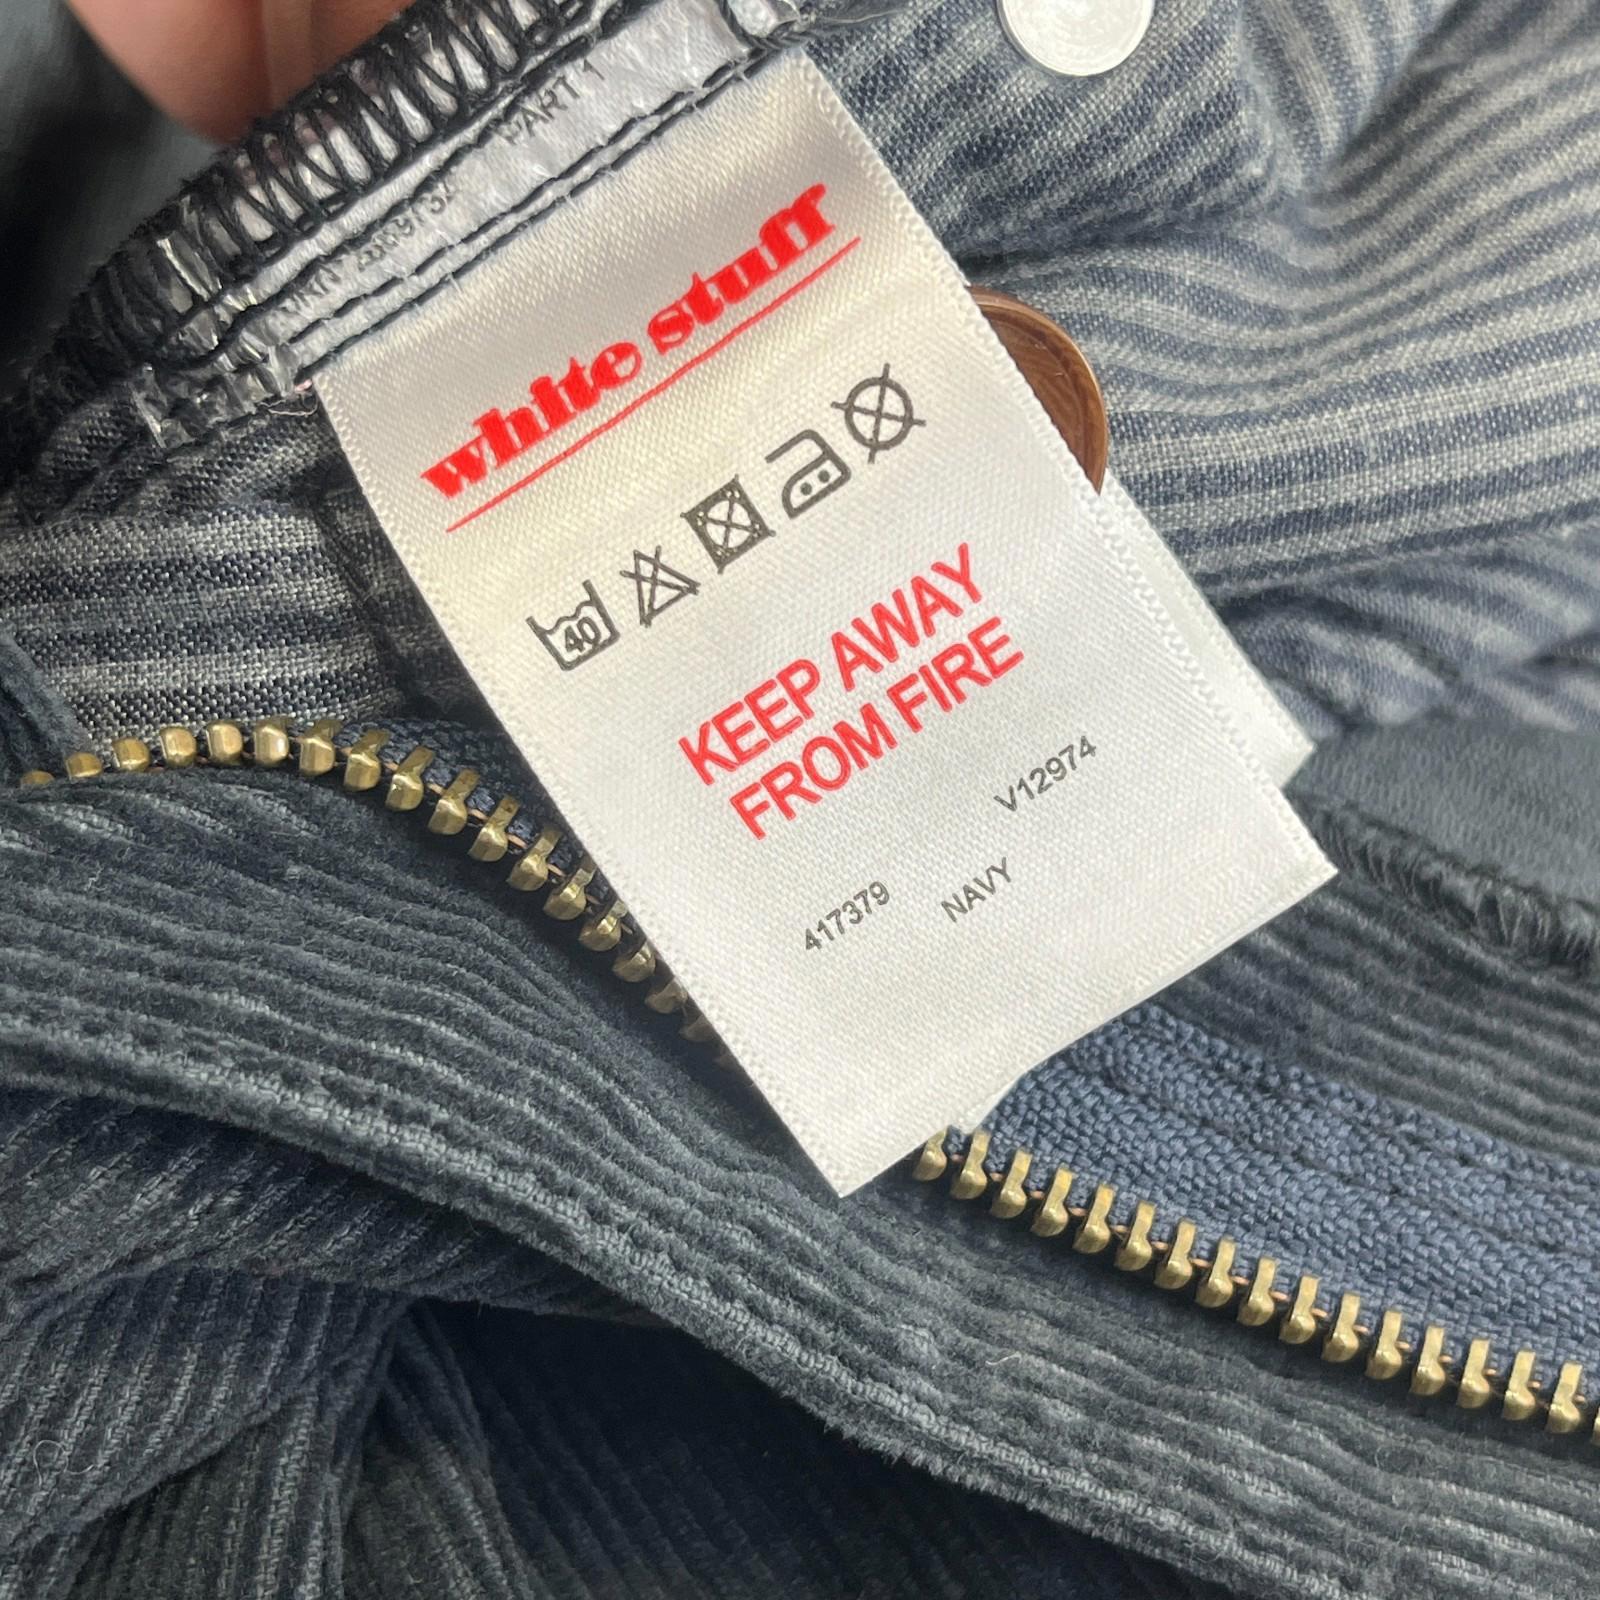 PART 1
white stuff
40
KEEP AWAY
FROM FIRE
V12974
417379 NAVY